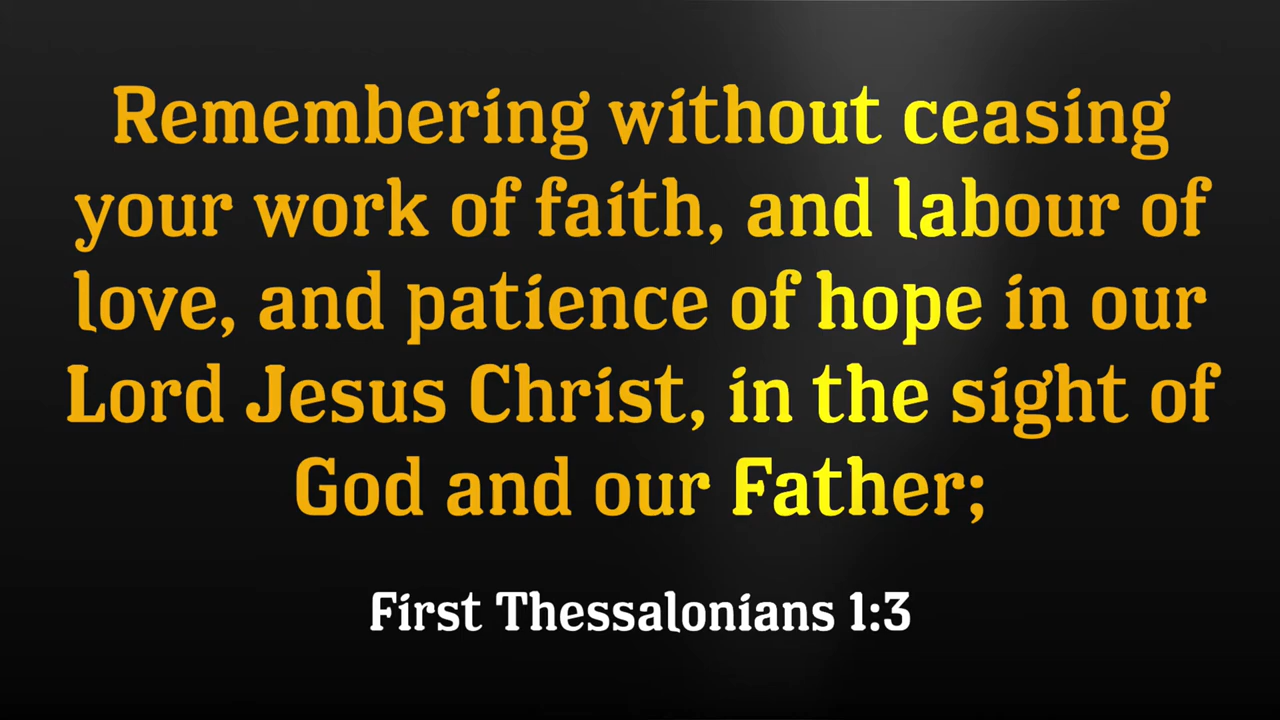 Remembering without ceasing
your work of faith, and labour of
love, and patience of hope in our
Lord Jesus Christ, in the sight of
God and our Father;
First Thessalonians 1:3